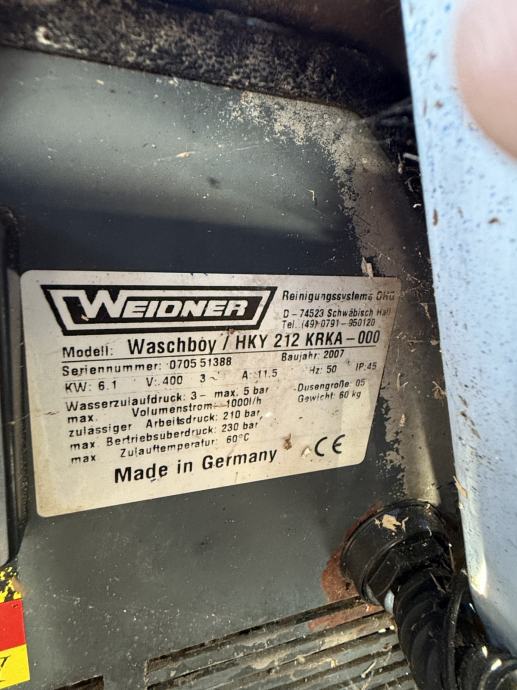 WEIDNER
Reinigungssysteme OHG
D - 74523 Schwäbisch Hall
Tel. (49) 0791-950120
Modell: Waschboy / HKY 212 KRKA-000
Seriennummer: 0705 51388 Baujahr: 2007
KW: 6.1 V: 400 3~ A: 11.5 Hz: 50 IP:45
Wasserzulaufdruck: 3- max. 5 bar Dusengroße: 05
max. Volumenstrom: 1000l/h Gewicht: 60 kg
zulässiger Arbeitsdruck: 210 bar
max. Bertriebsuberdruck: 230 bar
max. Zulauftemperatur: 60°C
Made in Germany CE